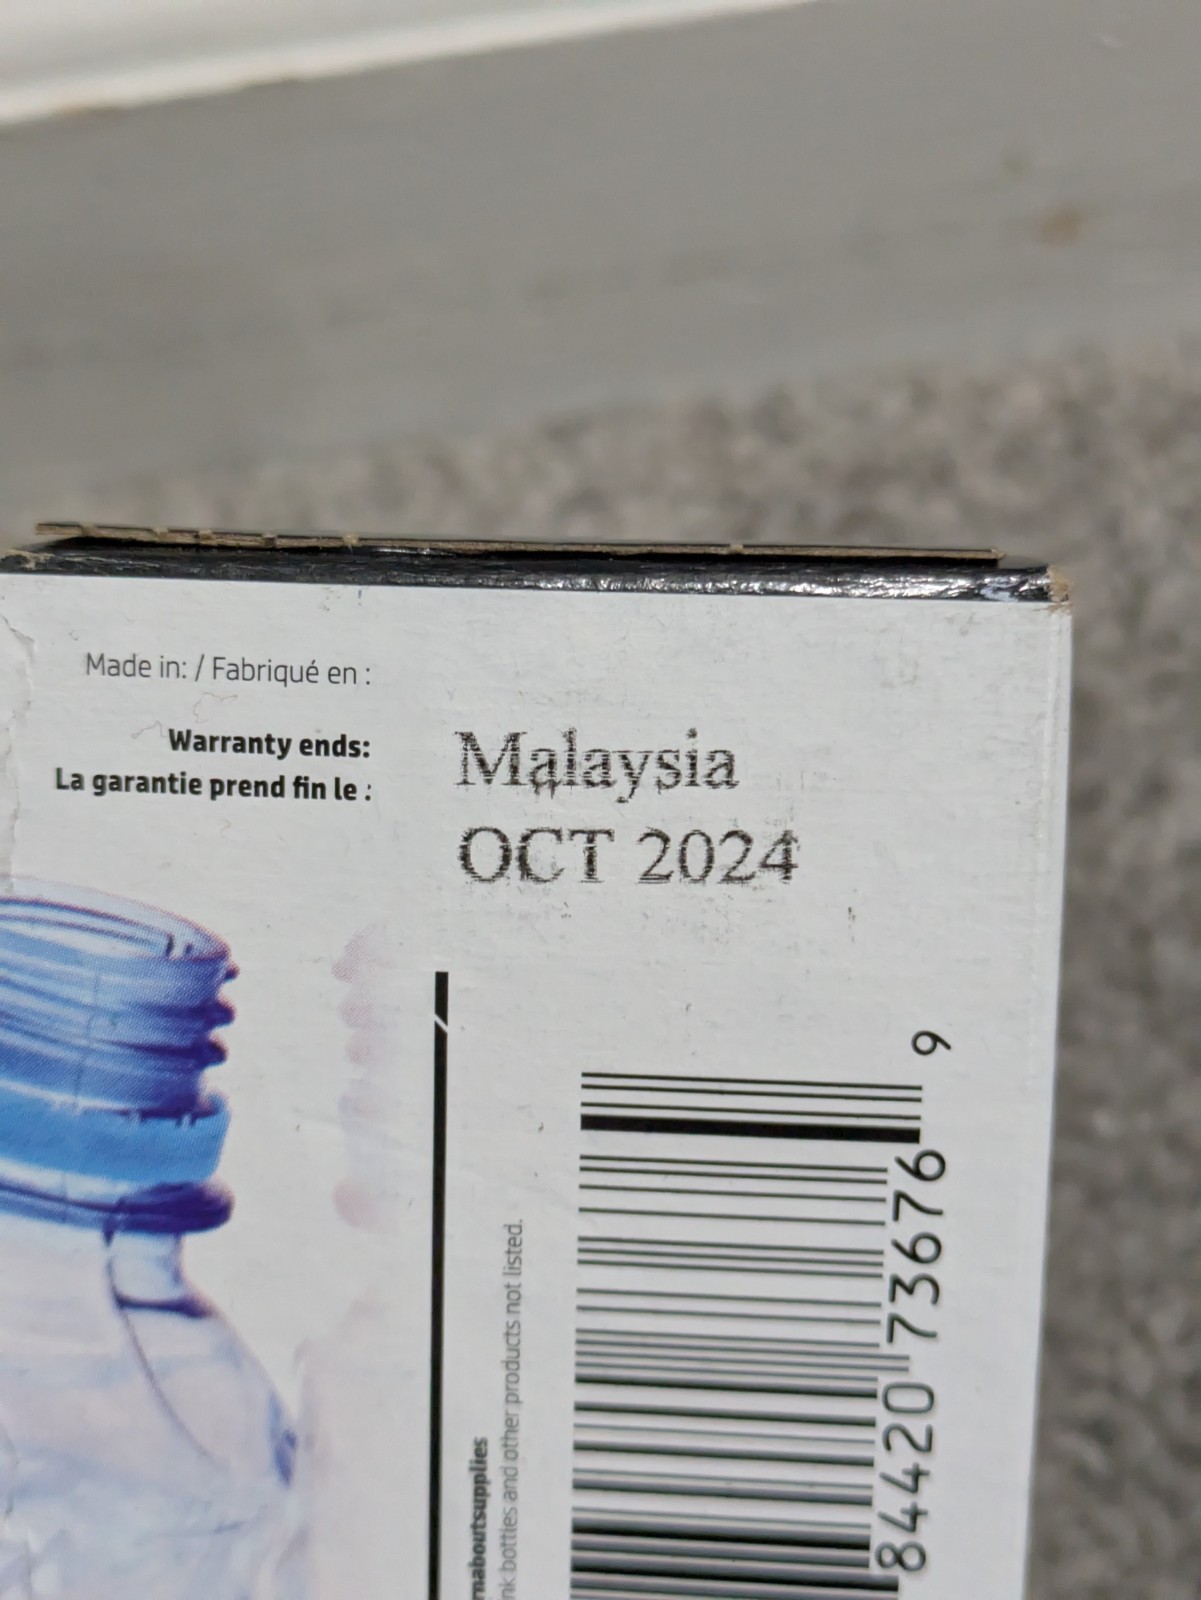 Made in: / Fabriqué en :
Warranty ends:
La garantie prend fin le :
Malaysia
OCT 2024
products not listed.
ink bottles and other
84420 73676 9